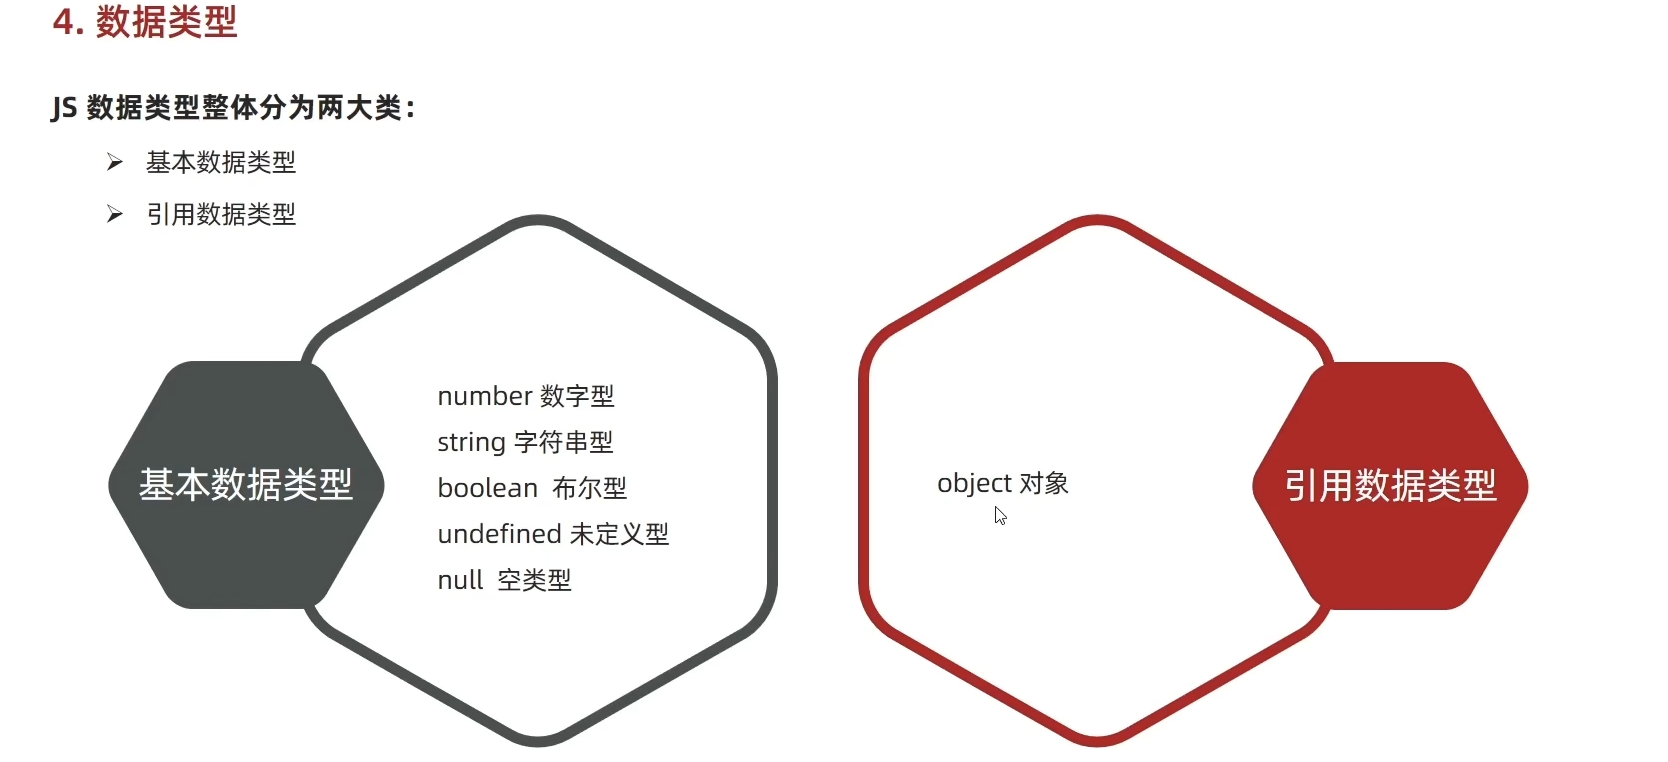 4. 数据类型
JS 数据类型整体分为两大类：
基本数据类型
引用数据类型
基本数据类型
number 数字型
string 字符串型
boolean 布尔型
undefined 未定义型
null 空类型
object 对象
引用数据类型